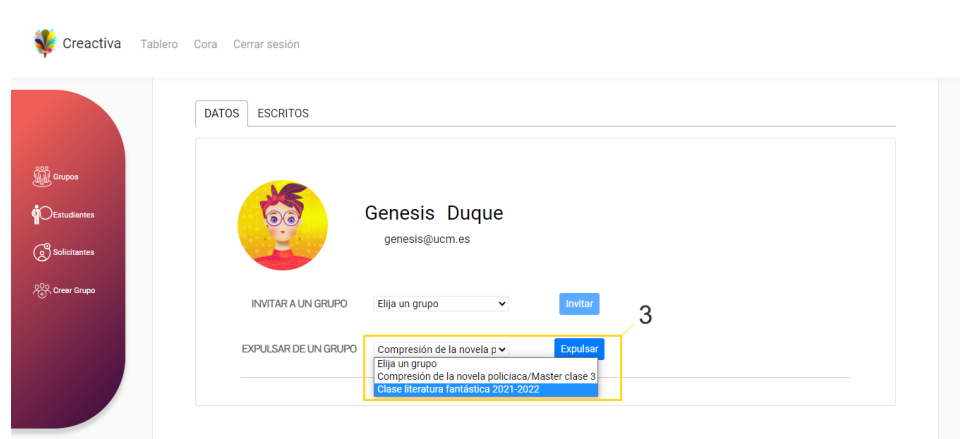 Creactiva Tablero Cora Cerrar sesión
DATOS ESCRITOS
Grupos
Estudiantes
Solicitantes
Crear Grupo
Genesis Duque
genesis@ucm.es
INVITAR A UN GRUPO Elija un grupo Invitar
3
EXPULSAR DE UN GRUPO Compresión de la novela p Expulsar
Elija un grupo
Compresión de la novela policiaca/Master clase 3
Clase literatura fantástica 2021-2022